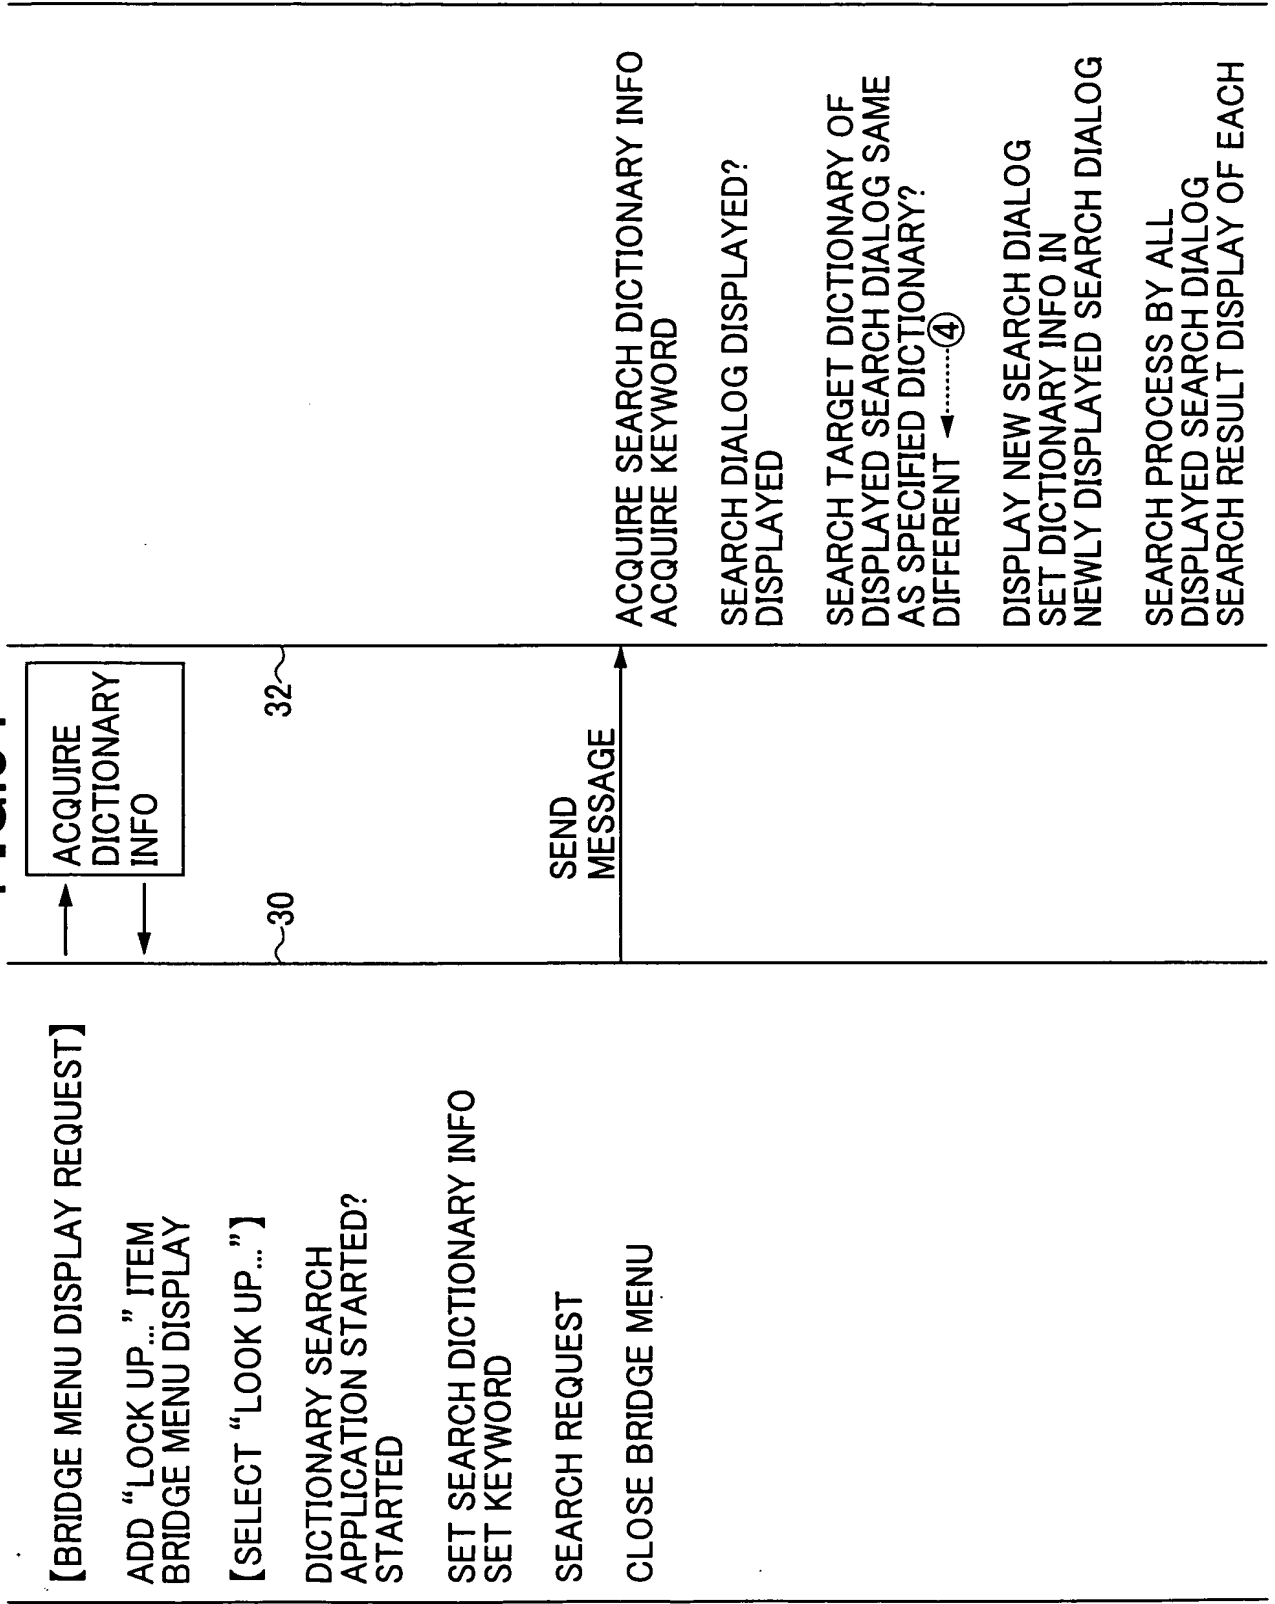 【BRIDGE MENU DISPLAY REQUEST】
ADD “LOCK UP...” ITEM
BRIDGE MENU DISPLAY
【SELECT “LOOK UP...”】
DICTIONARY SEARCH
APPLICATION STARTED?
STARTED
SET SEARCH DICTIONARY INFO
SET KEYWORD
SEARCH REQUEST
CLOSE BRIDGE MENU
ACQUIRE
DICTIONARY
INFO
30
32
SEND
MESSAGE
ACQUIRE SEARCH DICTIONARY INFO
ACQUIRE KEYWORD
SEARCH DIALOG DISPLAYED?
DISPLAYED
SEARCH TARGET DICTIONARY OF
DISPLAYED SEARCH DIALOG SAME
AS SPECIFIED DICTIONARY?
DIFFERENT ④
DISPLAY NEW SEARCH DIALOG
SET DICTIONARY INFO IN
NEWLY DISPLAYED SEARCH DIALOG
SEARCH PROCESS BY ALL
DISPLAYED SEARCH DIALOG
SEARCH RESULT DISPLAY OF EACH